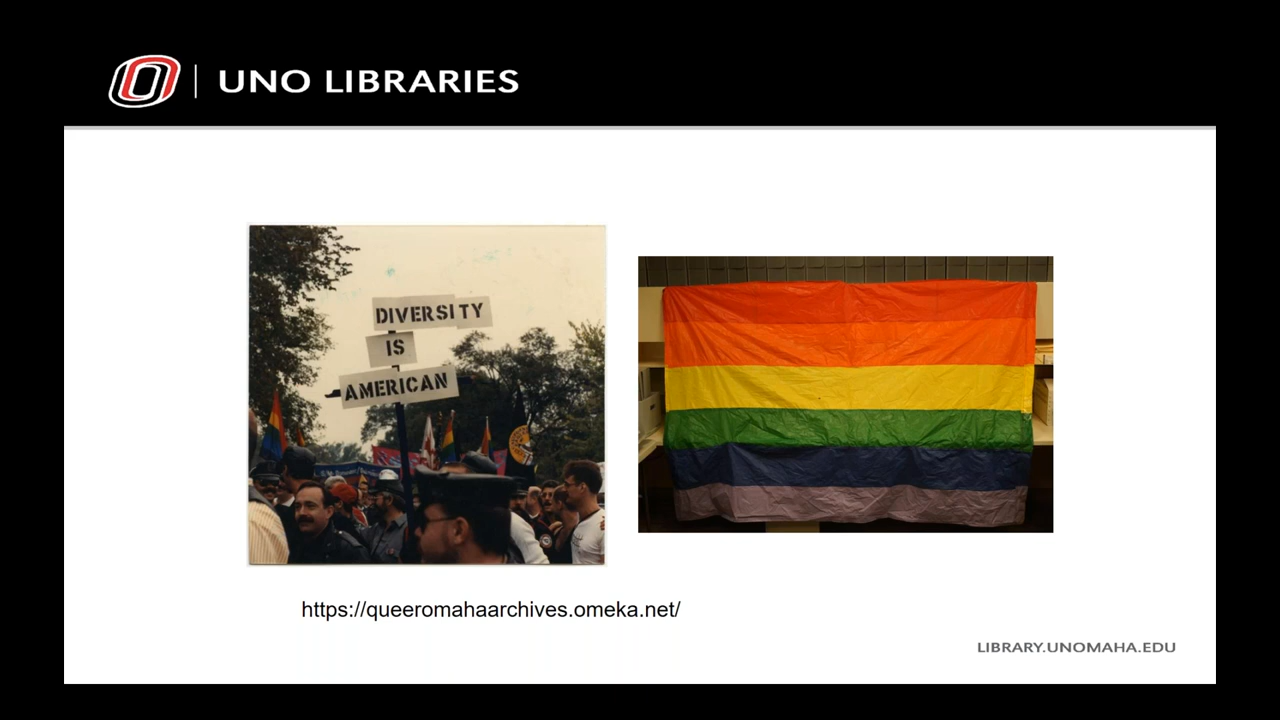 UNO LIBRARIES
DIVERSITY
IS
AMERICAN
https://queeromahaarchives.omeka.net/
LIBRARY.UNOMAHA.EDU